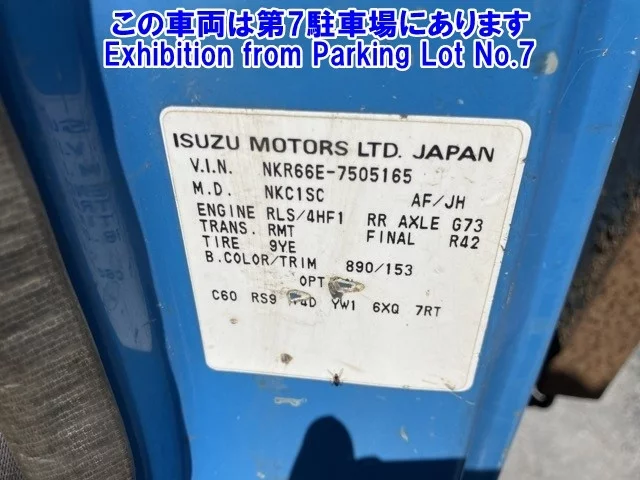 この車両は第7駐車場にあります
Exhibition from Parking Lot No.7
ISUZU MOTORS LTD. JAPAN
V.I.N. NKR66E-7505165
M.D. NKC1SC AF/JH
ENGINE RLS/4HF1 RR AXLE G73
TRANS. RMT FINAL R42
TIRE 9YE
B.COLOR/TRIM 890/153
OPT
C60 RS9 YW1 6XQ 7RT